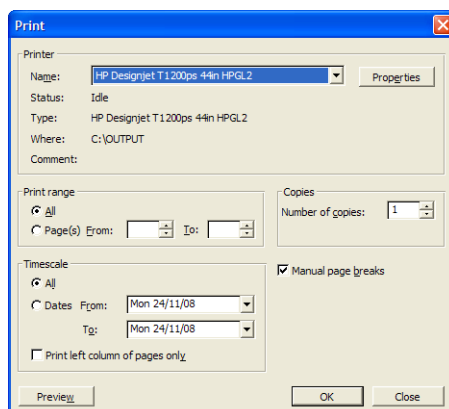 Print
Printer
Name: HP Designjet T1200ps 44in HPGL2 Properties
Status: Idle
Type: HP Designjet T1200ps 44in HPGL2
Where: C:\OUTPUT
Comment:
Print range
All
Page(s) From: To:
Copies
Number of copies: 1
Timescale
All
Dates From: Mon 24/11/08
To: Mon 24/11/08
Print left column of pages only
Manual page breaks
Preview OK Close